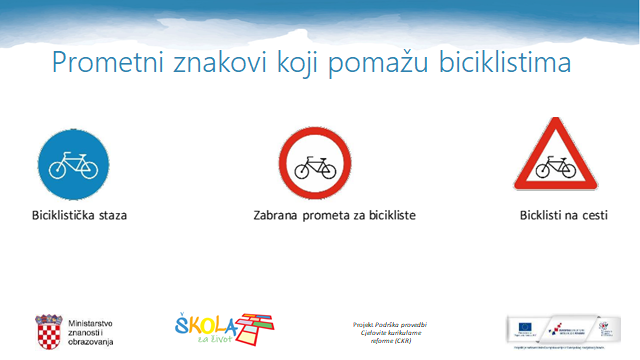 Prometni znakovi koji pomažu biciklistima
Biciklistička staza
Zabrana prometa za bicikliste
Bicklisti na cesti
Ministarstvo
znanosti i
obrazovanja
ŠKOLA
za život
Projekt Podrška provedbi
Cjelovite kurikularne
reforme (CKR)